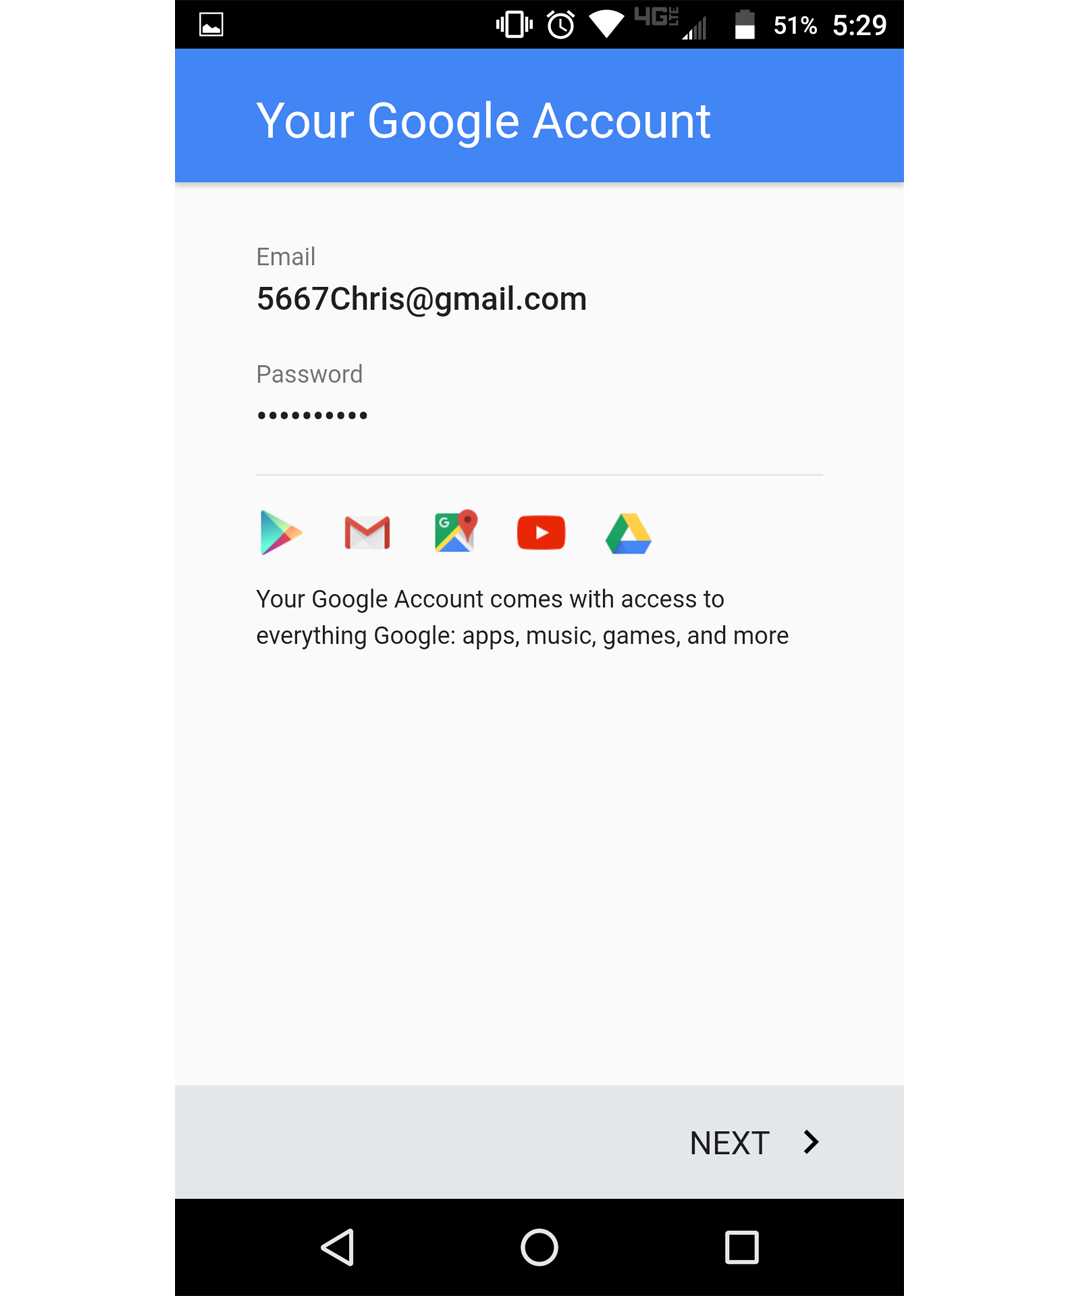 4G LTE 51% 5:29
Your Google Account
Email
5667Chris@gmail.com
Password
••••••••••
G
Your Google Account comes with access to
everything Google: apps, music, games, and more
NEXT